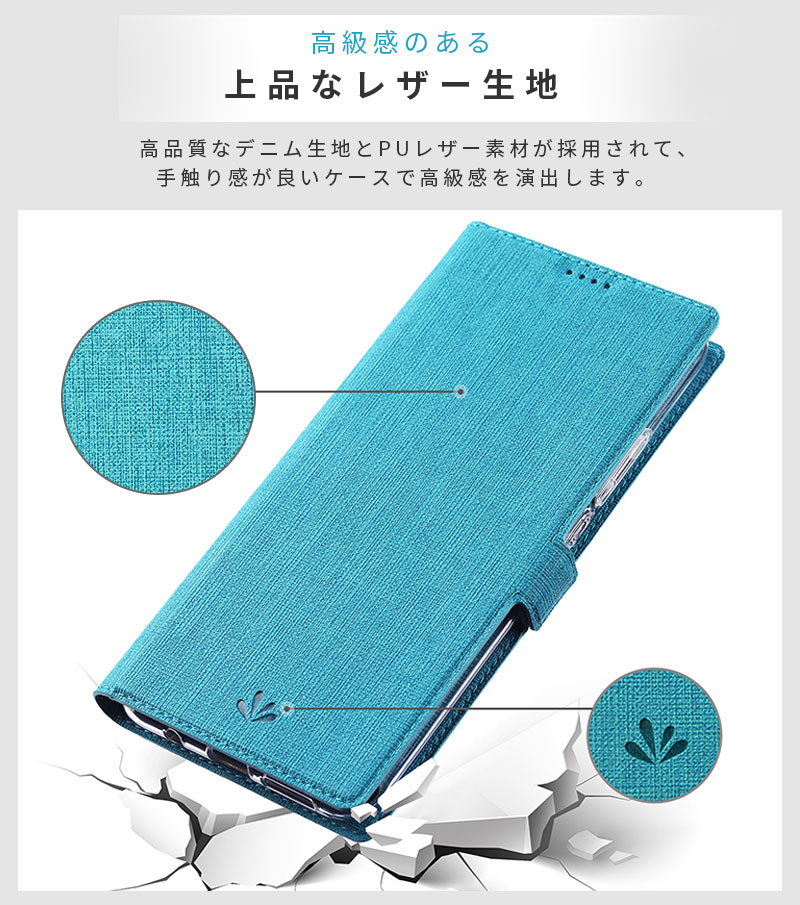 高級感のある
上品なレザー生地
高品質なデニム生地とPUレザー素材が採用されて、
手触り感が良いケースで高級感を演出します。